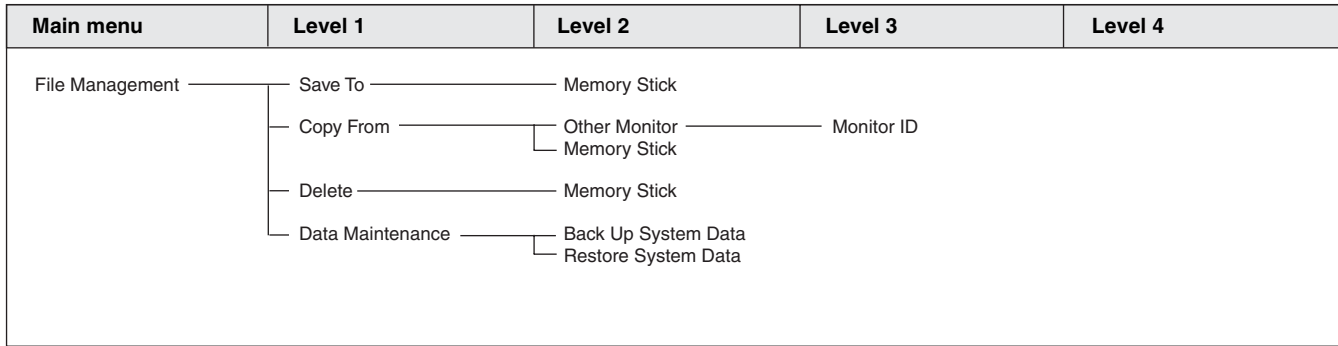 Main menu Level 1 Level 2 Level 3 Level 4
File Management Save To Memory Stick
Copy From Other Monitor Monitor ID
Memory Stick
Delete Memory Stick
Data Maintenance Back Up System Data
Restore System Data